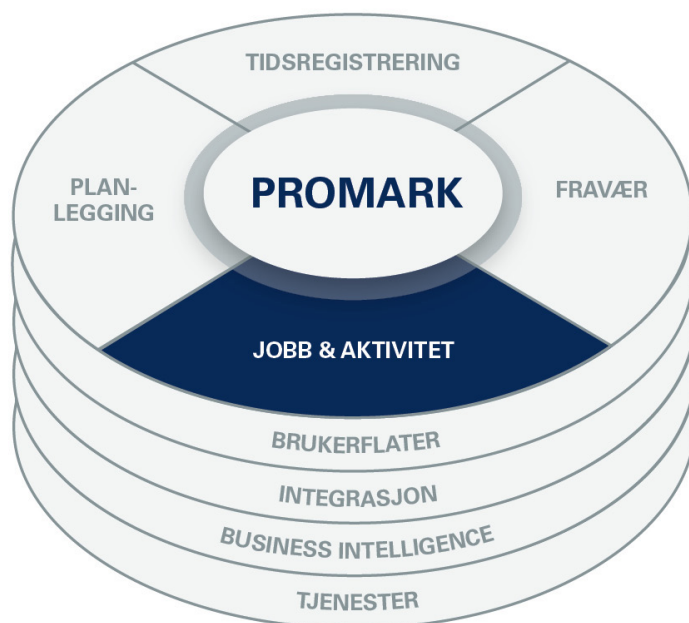 TIDSREGISTRERING
PLAN-
LEGGING
PROMARK
FRAVÆR
JOBB & AKTIVITET
BRUKERFLATER
INTEGRASJON
BUSINESS INTELLIGENCE
TJENESTER